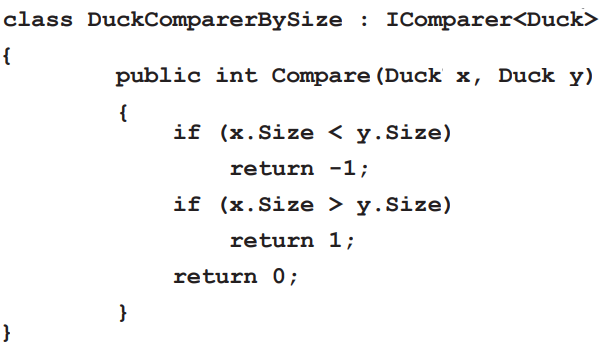 class DuckComparerBySize : IComparer<Duck>
{
public int Compare(Duck x, Duck y)
{
if (x.Size < y.Size)
return -1;
if (x.Size > y.Size)
return 1;
return 0;
}
}